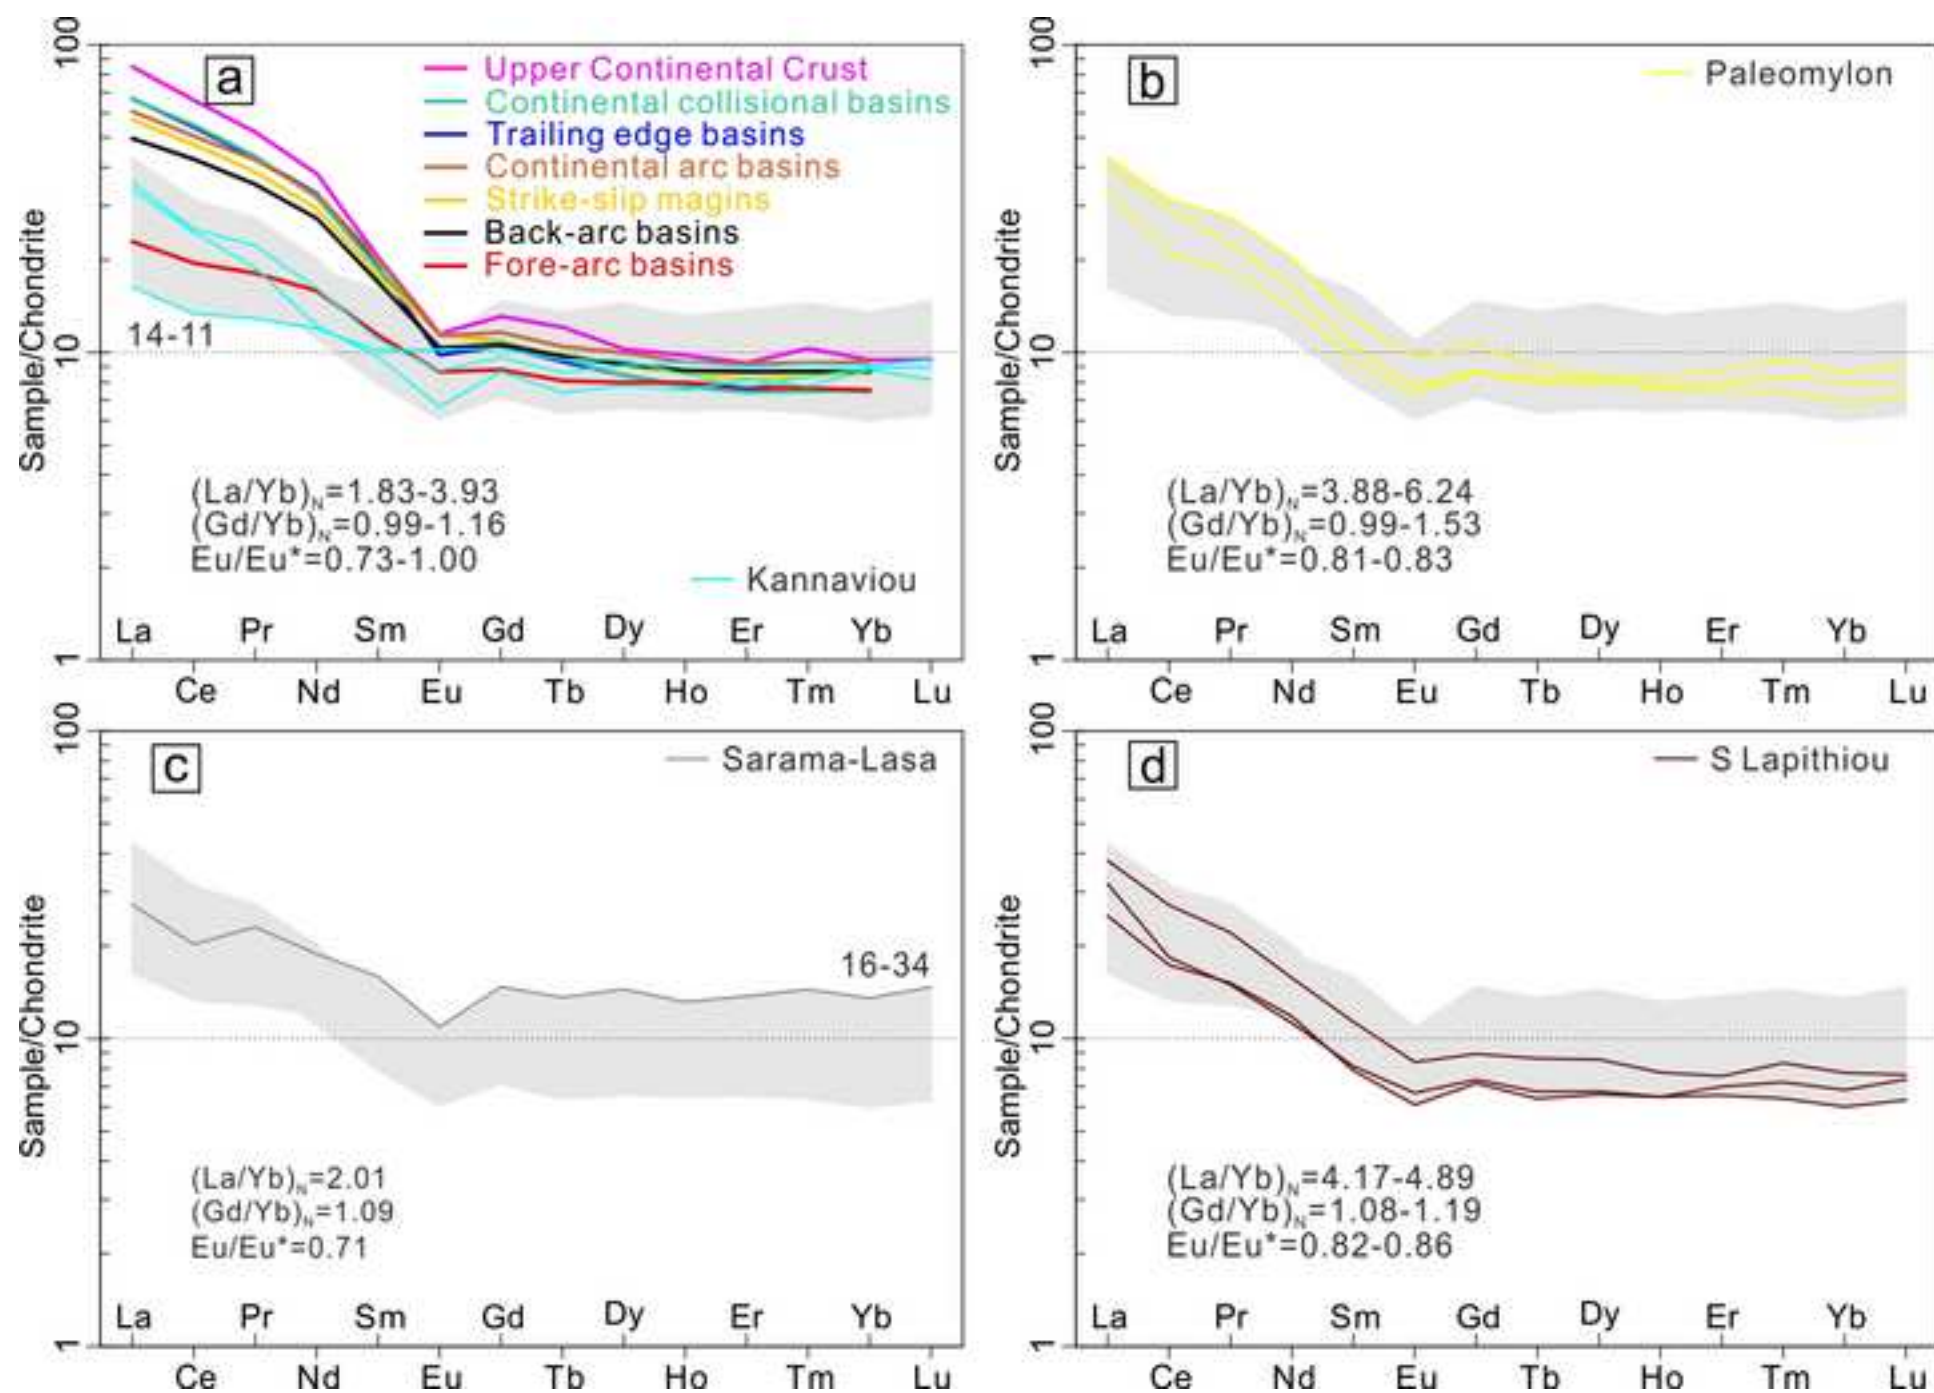 a
Upper Continental Crust
Continental collisional basins
Trailing edge basins
Continental arc basins
Strike-slip magins
Back-arc basins
Fore-arc basins
100
10
1
Sample/Chondrite
14-11
(La/Yb)N=1.83-3.93
(Gd/Yb)N=0.99-1.16
Eu/Eu*=0.73-1.00
Kannaviou
La Pr Sm Gd Dy Er Yb
Ce Nd Eu Tb Ho Tm Lu
b
Paleomylon
100
10
1
Sample/Chondrite
(La/Yb)N=3.88-6.24
(Gd/Yb)N=0.99-1.53
Eu/Eu*=0.81-0.83
La Pr Sm Gd Dy Er Yb
Ce Nd Eu Tb Ho Tm Lu
c
Sarama-Lasa
100
10
1
Sample/Chondrite
16-34
(La/Yb)N=2.01
(Gd/Yb)N=1.09
Eu/Eu*=0.71
La Pr Sm Gd Dy Er Yb
Ce Nd Eu Tb Ho Tm Lu
d
S Lapithiou
100
10
1
Sample/Chondrite
(La/Yb)N=4.17-4.89
(Gd/Yb)N=1.08-1.19
Eu/Eu*=0.82-0.86
La Pr Sm Gd Dy Er Yb
Ce Nd Eu Tb Ho Tm Lu